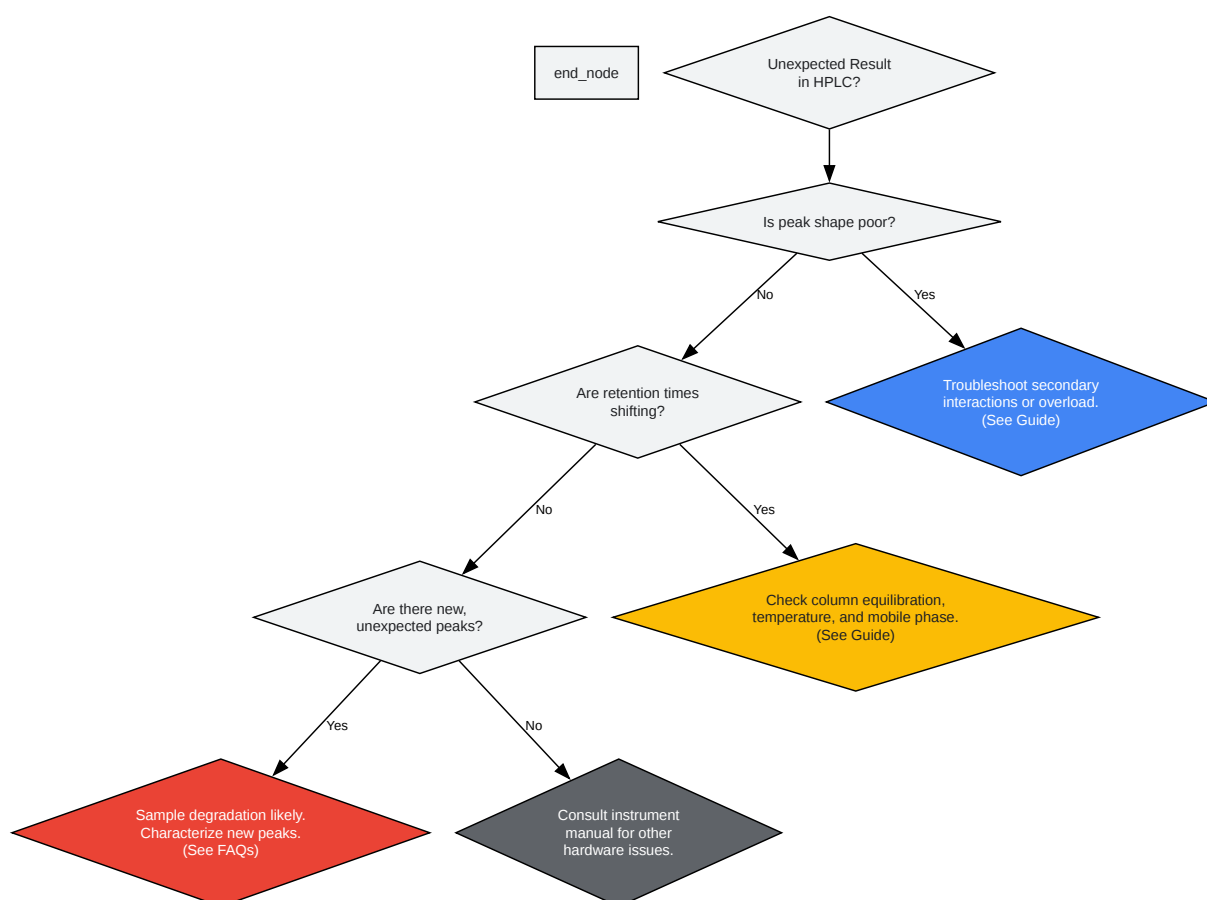 end_node
Unexpected Result
in HPLC?
Is peak shape poor?
No
Yes
Are retention times
shifting?
Troubleshoot secondary
interactions or overload.
(See Guide)
No
Yes
Are there new,
unexpected peaks?
Check column equilibration,
temperature, and mobile phase.
(See Guide)
Yes
No
Sample degradation likely.
Characterize new peaks.
(See FAQs)
Consult instrument
manual for other
hardware issues.